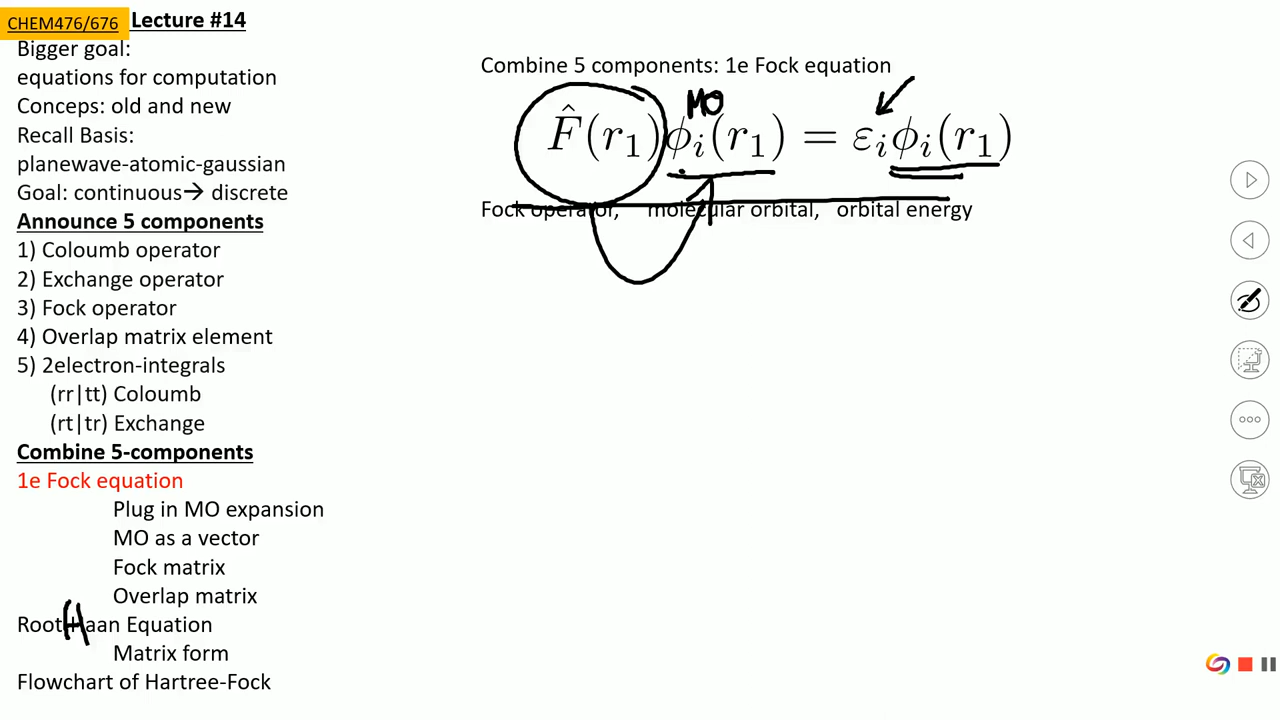 CHEM476/676 Lecture #14
Bigger goal:
equations for computation
Conceps: old and new
Recall Basis:
planewave-atomic-gaussian
Goal: continuous→ discrete
Announce 5 components
1) Coloumb operator
2) Exchange operator
3) Fock operator
4) Overlap matrix element
5) 2electron-integrals
(rr|tt) Coloumb
(rt|tr) Exchange
Combine 5-components
1e Fock equation
Plug in MO expansion
MO as a vector
Fock matrix
Overlap matrix
RootHaan Equation
Matrix form
Flowchart of Hartree-Fock
Combine 5 components: 1e Fock equation
MO
F̂(r₁)ϕᵢ(r₁) = εᵢϕᵢ(r₁)
Fock operator, molecular orbital, orbital energy